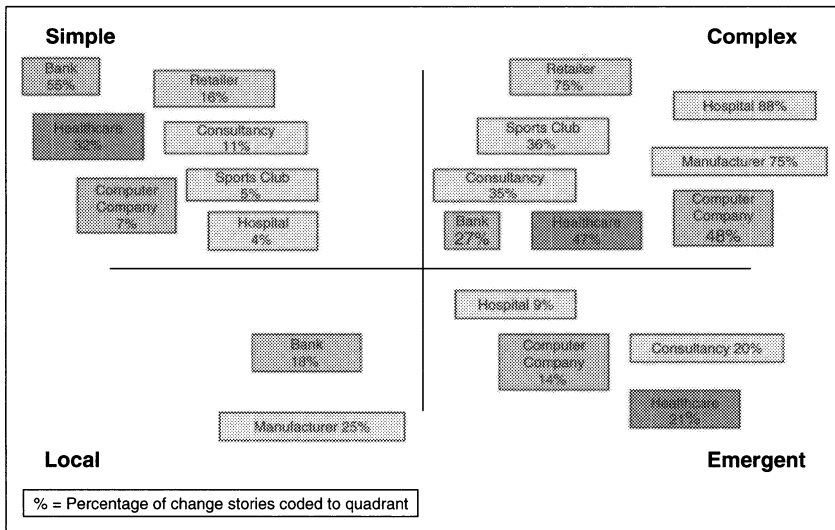 Simple
Bank
55%
Retailer
16%
Healthcare
32%
Consultancy
11%
Computer
Company
7%
Sports Club
5%
Hospital
4%
Complex
Retailer
75%
Hospital 88%
Sports Club
36%
Manufacturer 75%
Consultancy
35%
Bank
27%
Healthcare
47%
Computer
Company
48%
Bank
18%
Manufacturer 25%
Local
Hospital 9%
Computer
Company
14%
Consultancy 20%
Healthcare
21%
Emergent
% = Percentage of change stories coded to quadrant